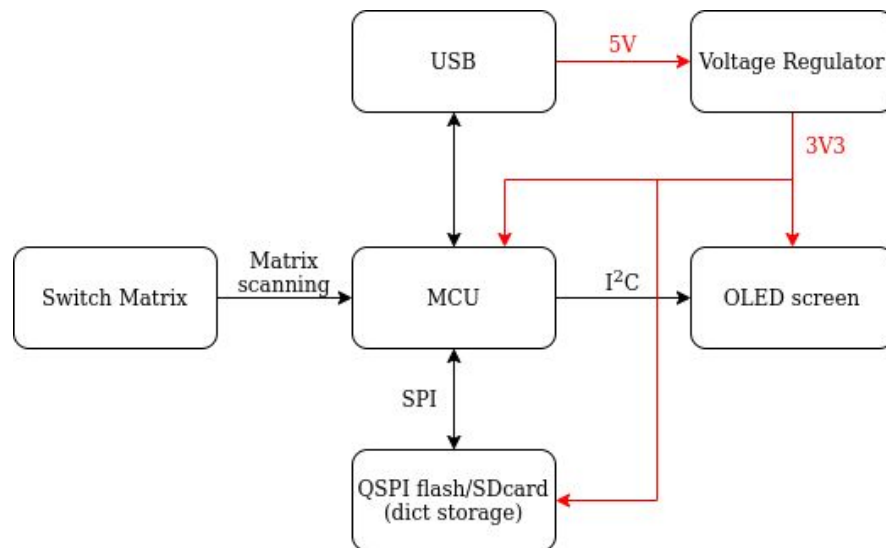 USB
5V
Voltage Regulator
3V3
Switch Matrix
Matrix
scanning
MCU
I²C
OLED screen
SPI
QSPI flash/SDcard
(dict storage)